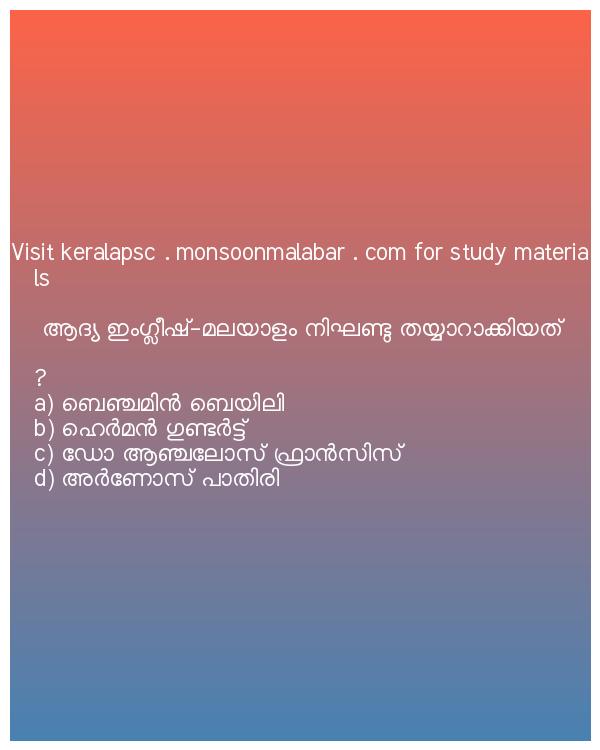 Visit keralapsc . monsoonmalabar . com for study materia
ls
ആദ്യ ഇംഗ്ലീഷ്-മലയാളം നിഘണ്ടു തയ്യാറാക്കിയത്
?
a) ബെഞ്ചമിൻ ബെയിലി
b) ഹെർമൻ ഗുണ്ടർട്ട്
c) ഡോ ആഞ്ചലോസ് ഫ്രാൻസിസ്
d) അർണോസ് പാതിരി